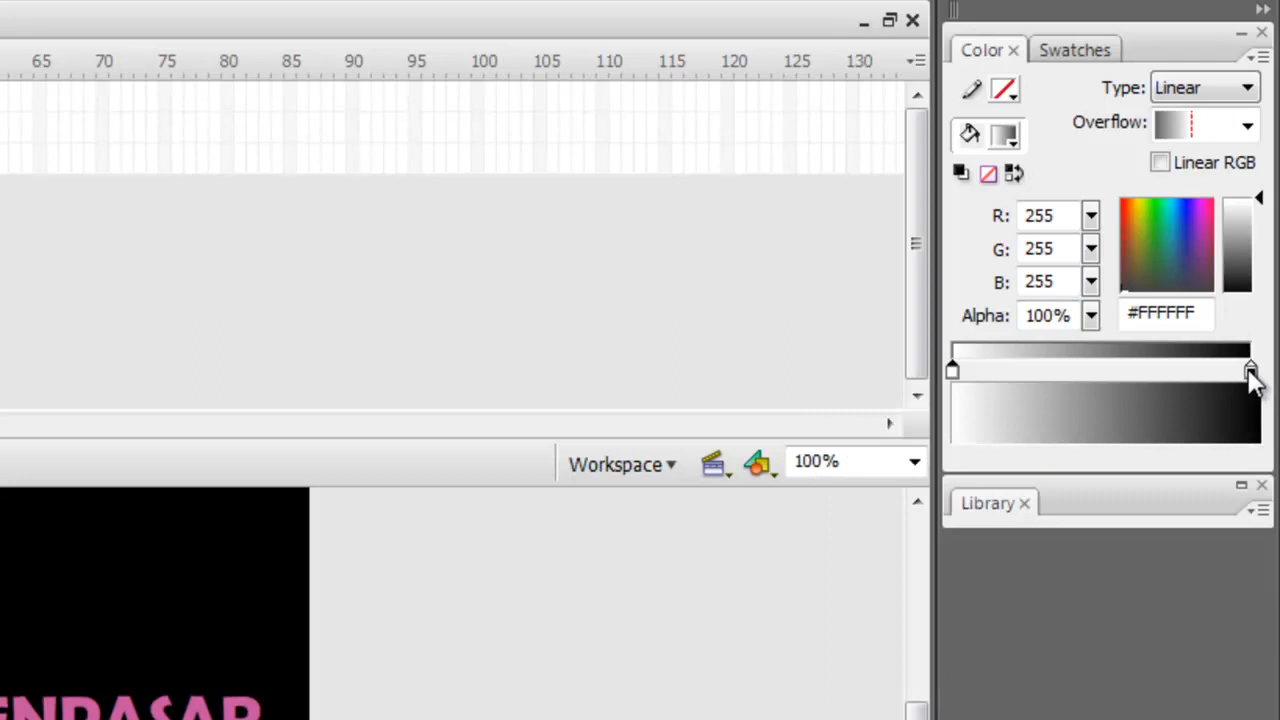 65 70 75 80 85 90 95 100 105 110 115 120 125 130
Color Swatches
Type: Linear
Overflow:
Linear RGB
R: 255
G: 255
B: 255
Alpha: 100% #FFFFFF
Workspace 100%
Library
ENDASAR